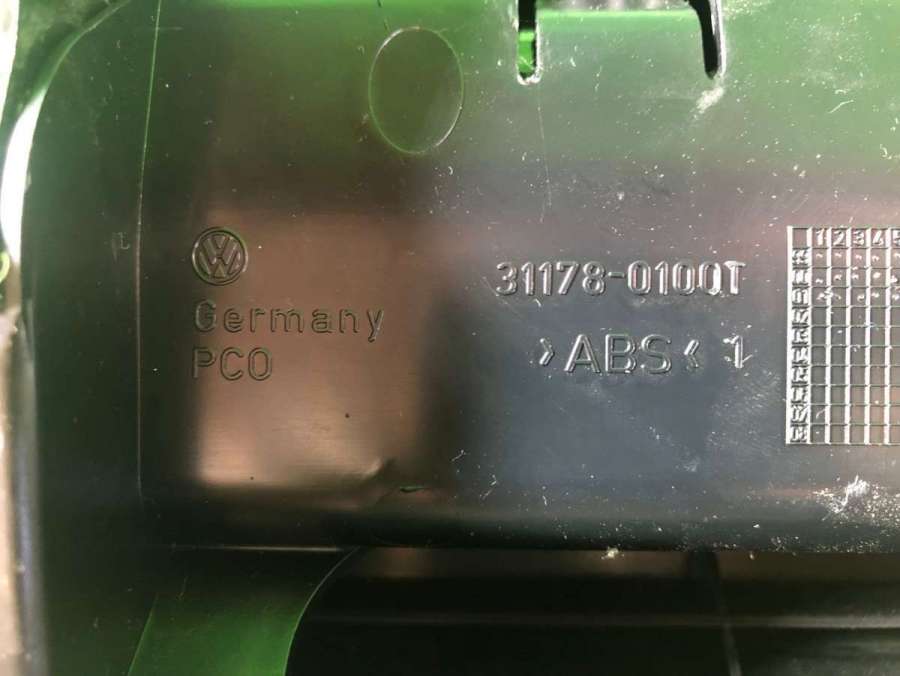 VW
Germany
PCO
31178-0100T
>ABS< 1
1 2 3 4 5